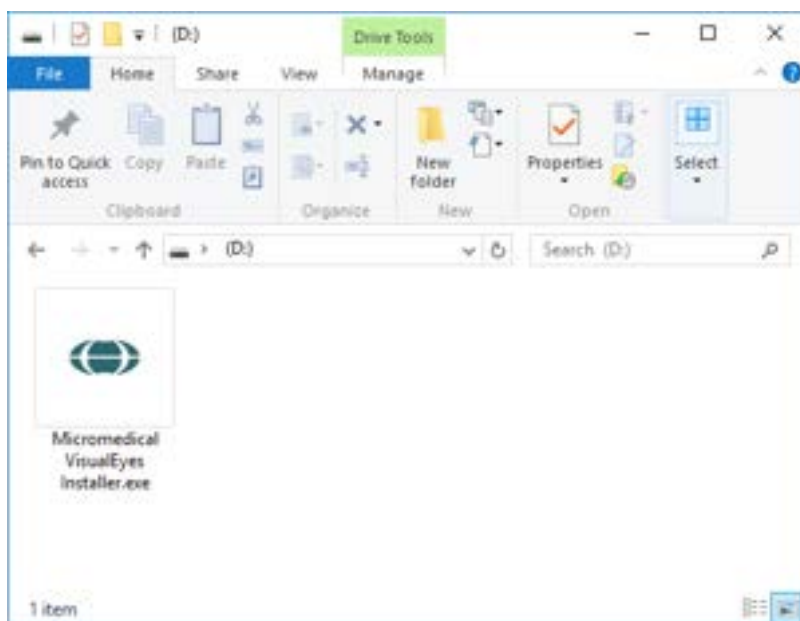 (D:) Drive Tools
File Home Share View Manage
Pin to Quick access
Copy
Paste
Clipboard
Organize
New folder
New
Properties
Open
Select
(D:)
Search (D:)
Micromedical
VisualEyes
Installer.exe
1 item